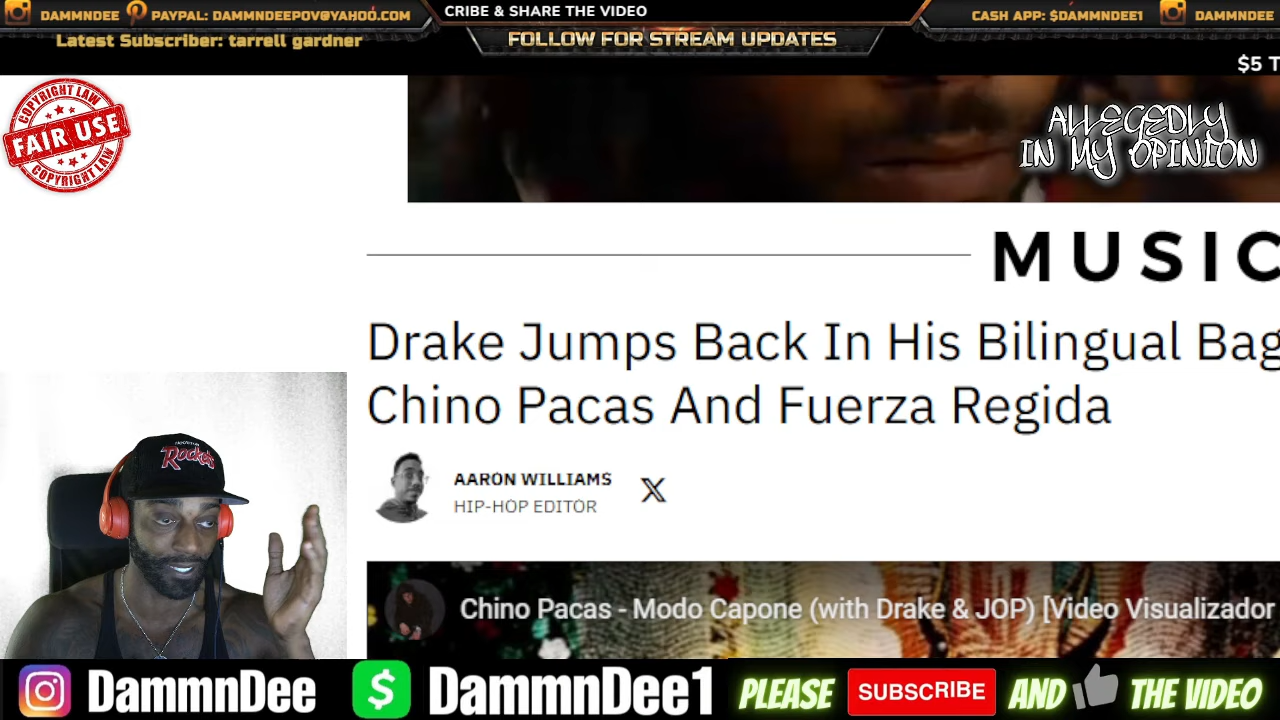 DAMMNDEE
PAYPAL: DAMMNDEEPOV@YAHOO.COM
CRIBE & SHARE THE VIDEO
CASH APP: $DAMMNDEE1
DAMMNDEE
Latest Subscriber: tarrell gardner
FOLLOW FOR STREAM UPDATES
$5 T
COPYRIGHT LAW
FAIR USE
COPYRIGHT LAW
ALLEGEDLY
IN MY OPINION
MUSIC
Drake Jumps Back In His Bilingual Bag
Chino Pacas And Fuerza Regida
AARON WILLIAMS
HIP-HOP EDITOR
Rockets
Chino Pacas - Modo Capone (with Drake & JOP) [Video Visualizador
DammnDee
$
DammnDee1
PLEASE
SUBSCRIBE
AND
THE VIDEO